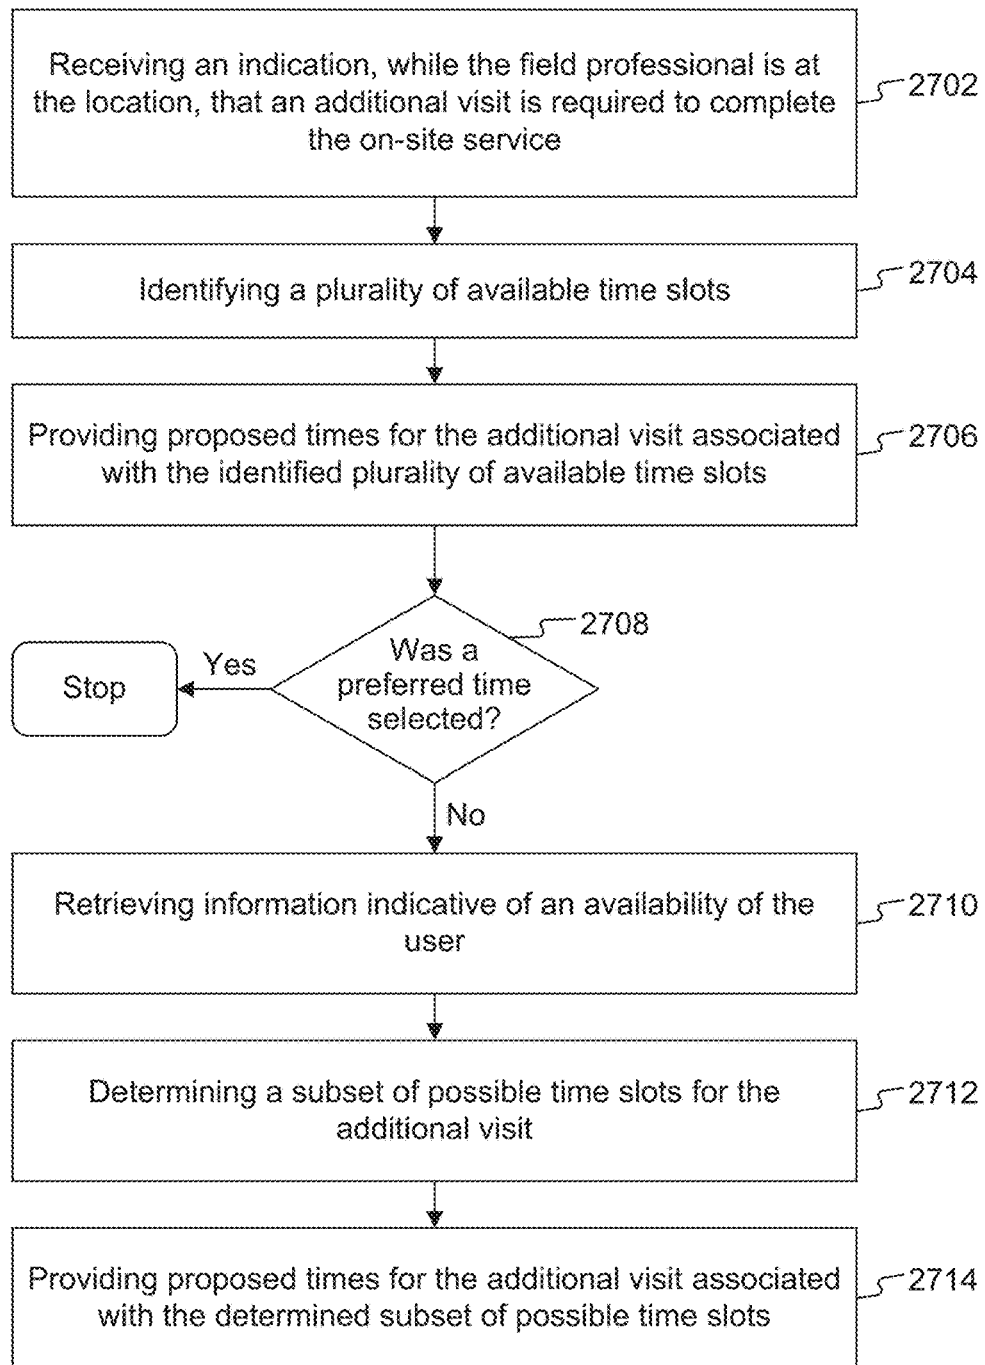 Receiving an indication, while the field professional is at
the location, that an additional visit is required to complete
the on-site service
2702
Identifying a plurality of available time slots
2704
Providing proposed times for the additional visit associated
with the identified plurality of available time slots
2706
2708
Was a
preferred time
selected?
Yes
Stop
No
Retrieving information indicative of an availability of the
user
2710
Determining a subset of possible time slots for the
additional visit
2712
Providing proposed times for the additional visit associated
with the determined subset of possible time slots
2714